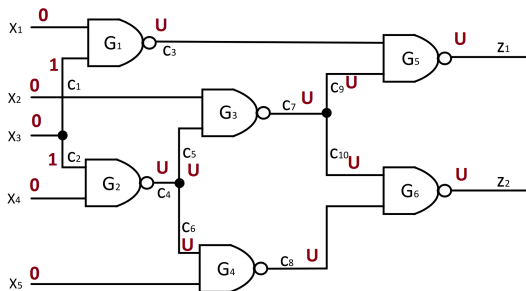 0
X₁
G₁
U
C₃
G₅
U
Z₁
1
C₁
C₉
U
0
X₂
G₃
C₇
U
0
X₃
C₅
U
C₁₀
U
1
C₂
G₂
U
C₄
G₆
U
Z₂
0
X₄
C₆
U
G₄
C₈
U
0
X₅